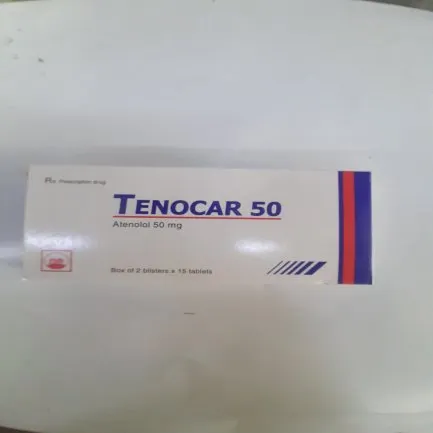 Rx Prescription drug
TENOCAR 50
Atenolol 50 mg
Box of 2 blisters x 15 tablets